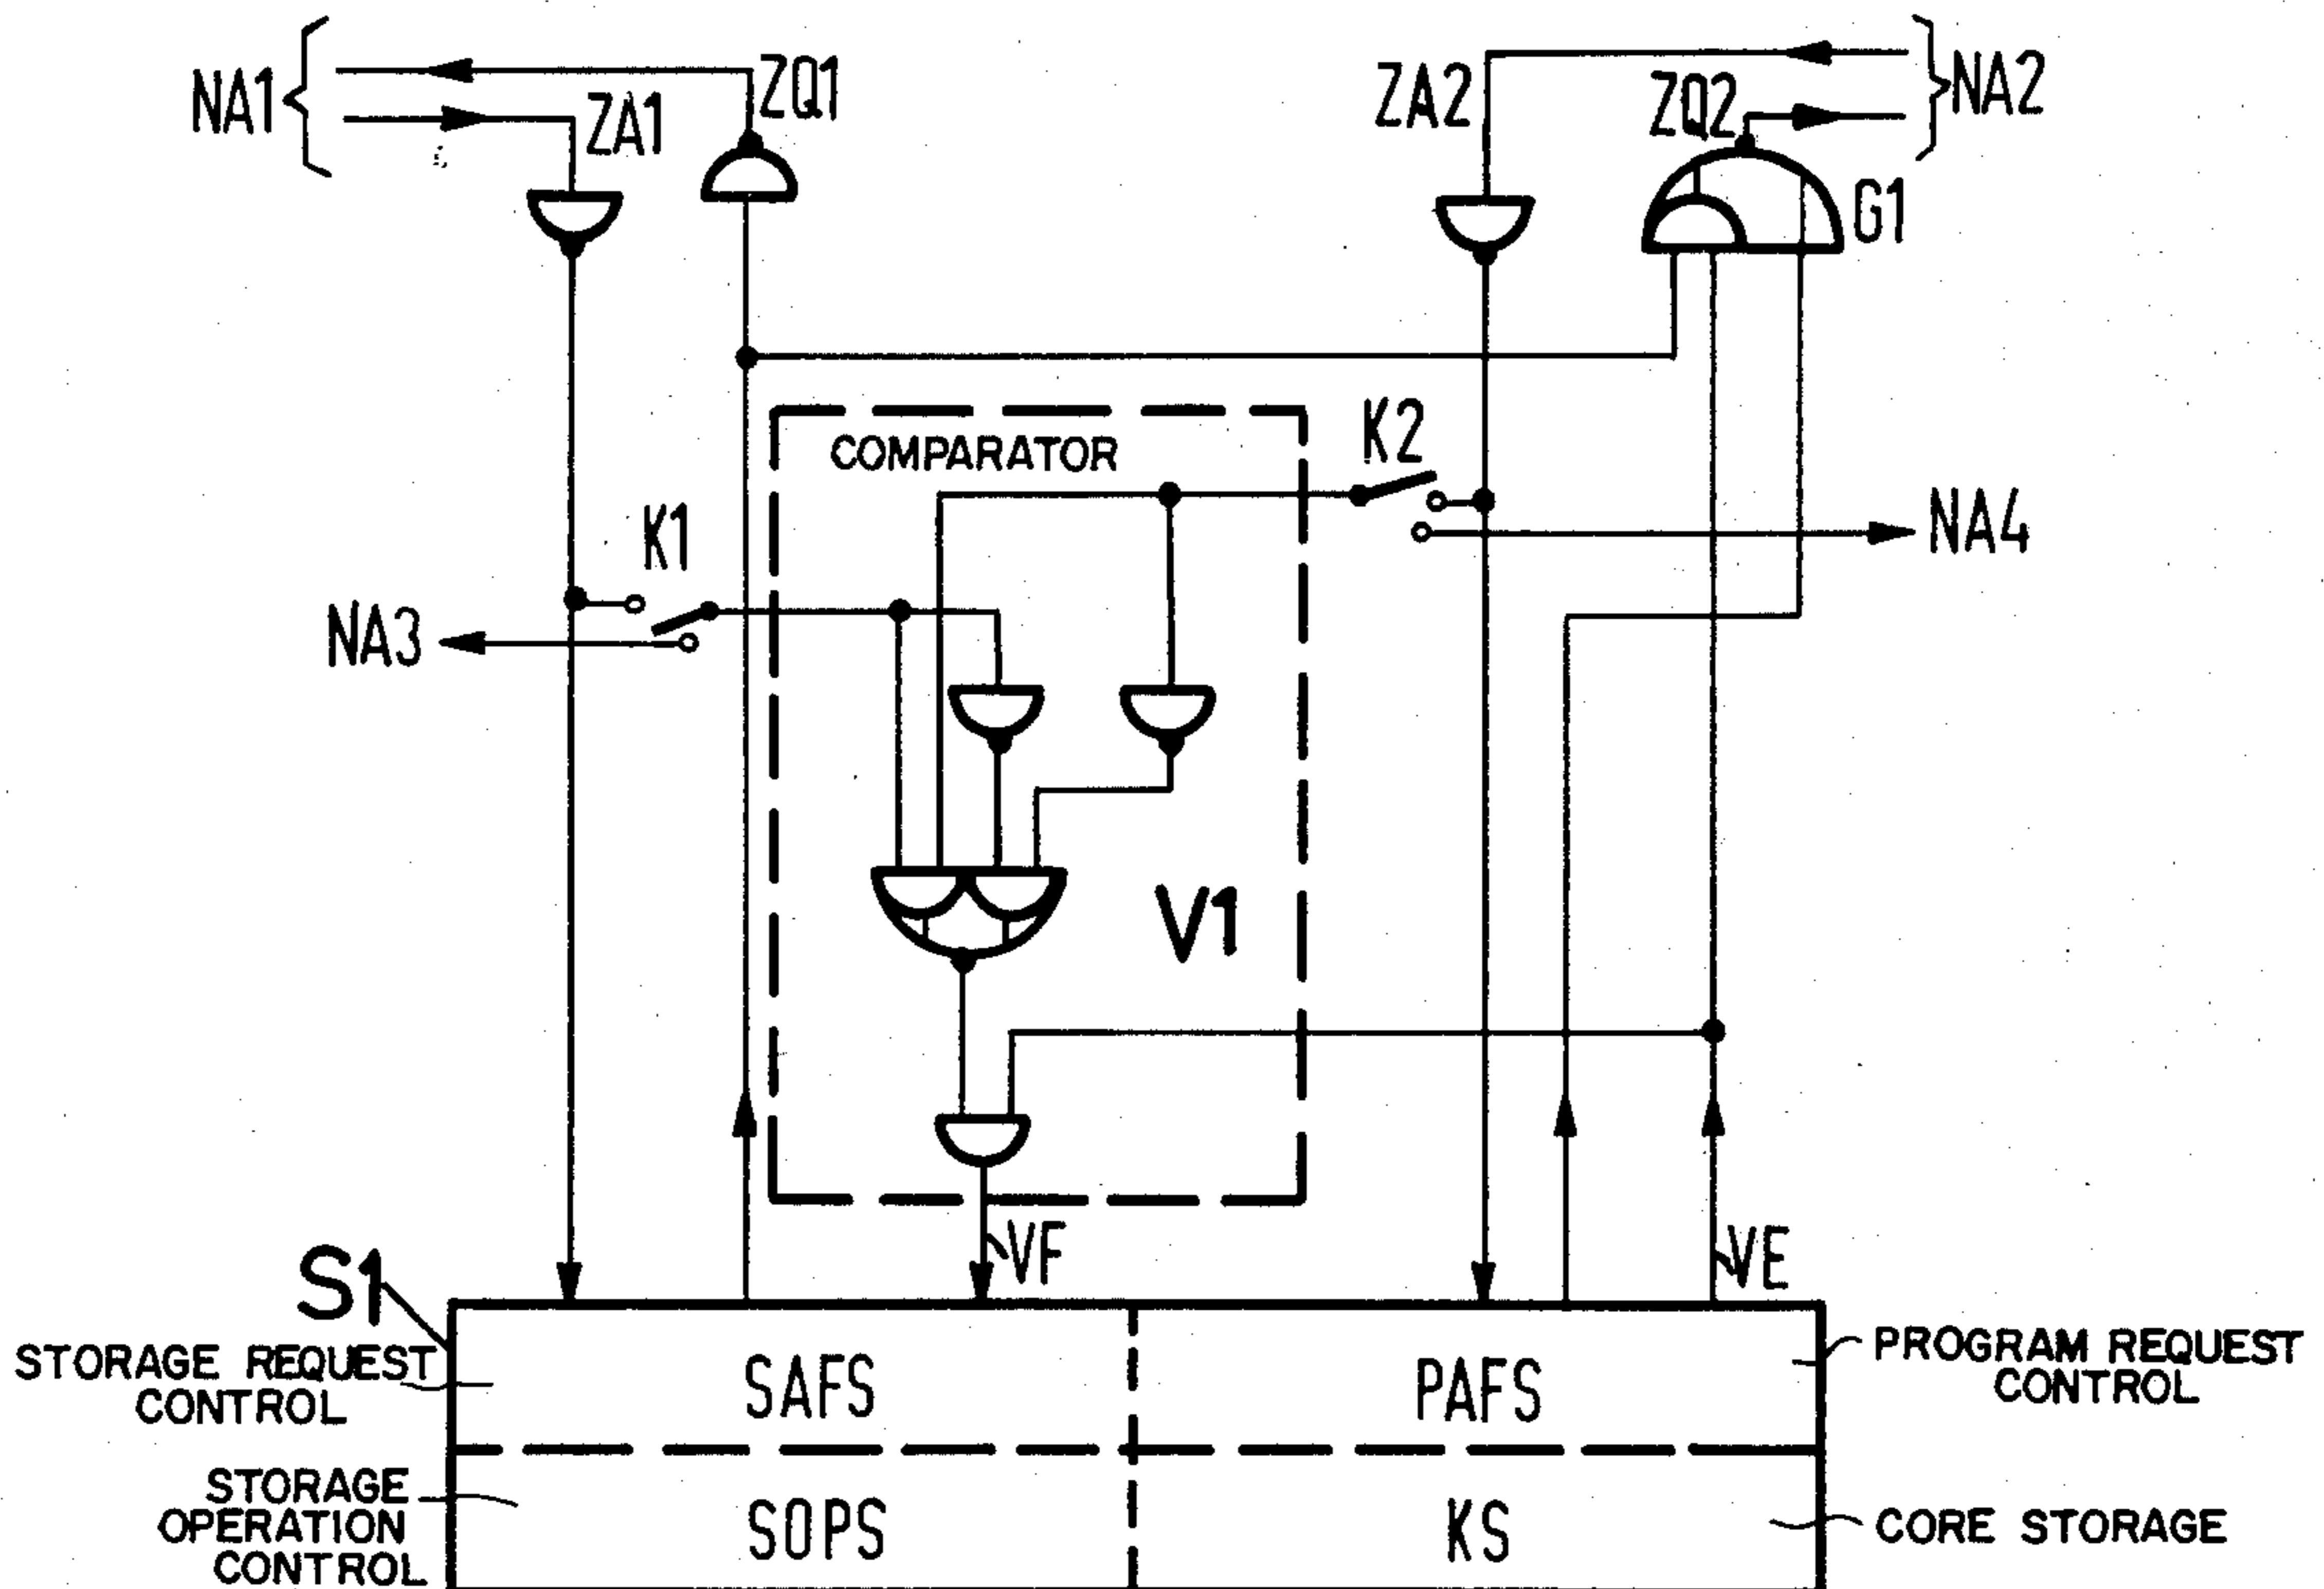 NA1
ZA1
ZQ1
ZA2
ZQ2
NA2
G1
COMPARATOR
K2
K1
NA4
NA3
V1
VF
VE
S1
STORAGE REQUEST
CONTROL
SAFS
PAFS
PROGRAM REQUEST
CONTROL
STORAGE
OPERATION
CONTROL
SOPS
KS
CORE STORAGE